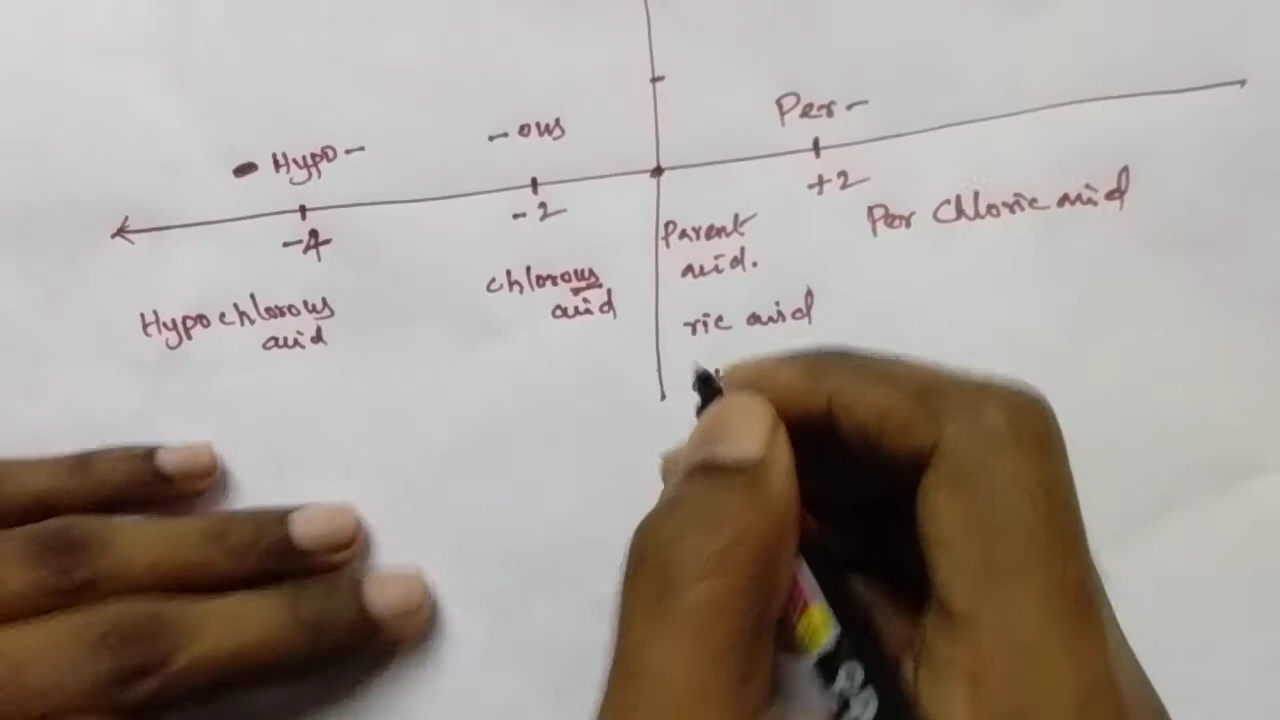 Per-
- ous
Hypo-
+2
-2
-4
Per Chloric acid
Parent
acid.
chlorous
acid
Hypochlorous
acid
ric acid